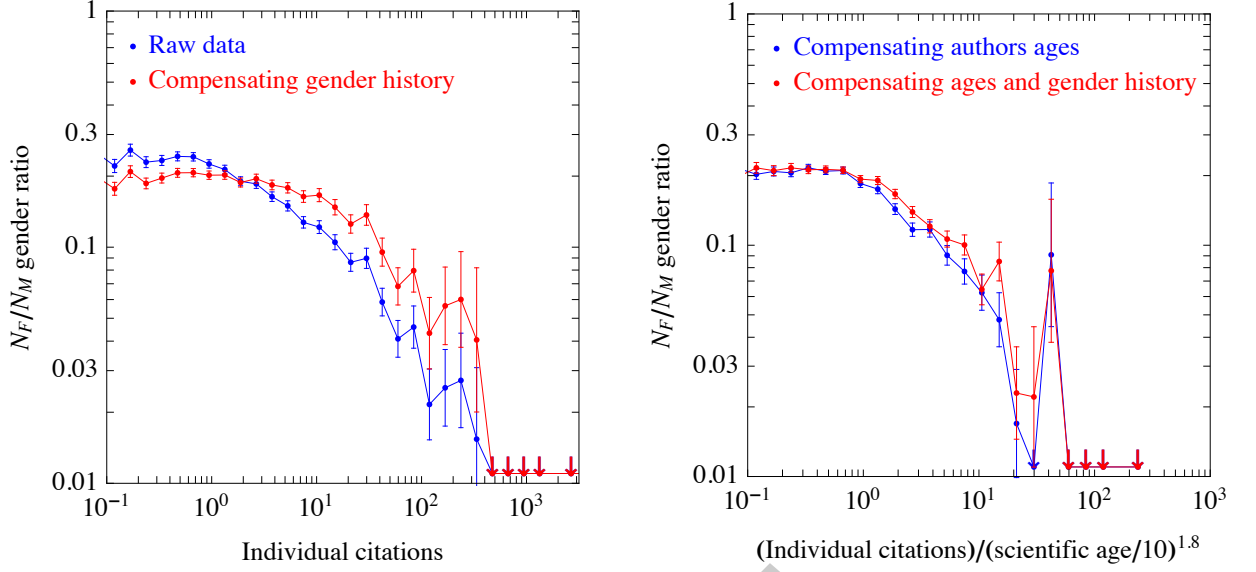 1
0.3
0.1
0.03
0.01
N_F/N_M gender ratio
Raw data
Compensating gender history
10^−1 10^0 10^1 10^2 10^3
Individual citations
1
0.3
0.1
0.03
0.01
N_F/N_M gender ratio
Compensating authors ages
Compensating ages and gender history
10^−1 10^0 10^1 10^2 10^3
(Individual citations)/(scientific age/10)^1.8